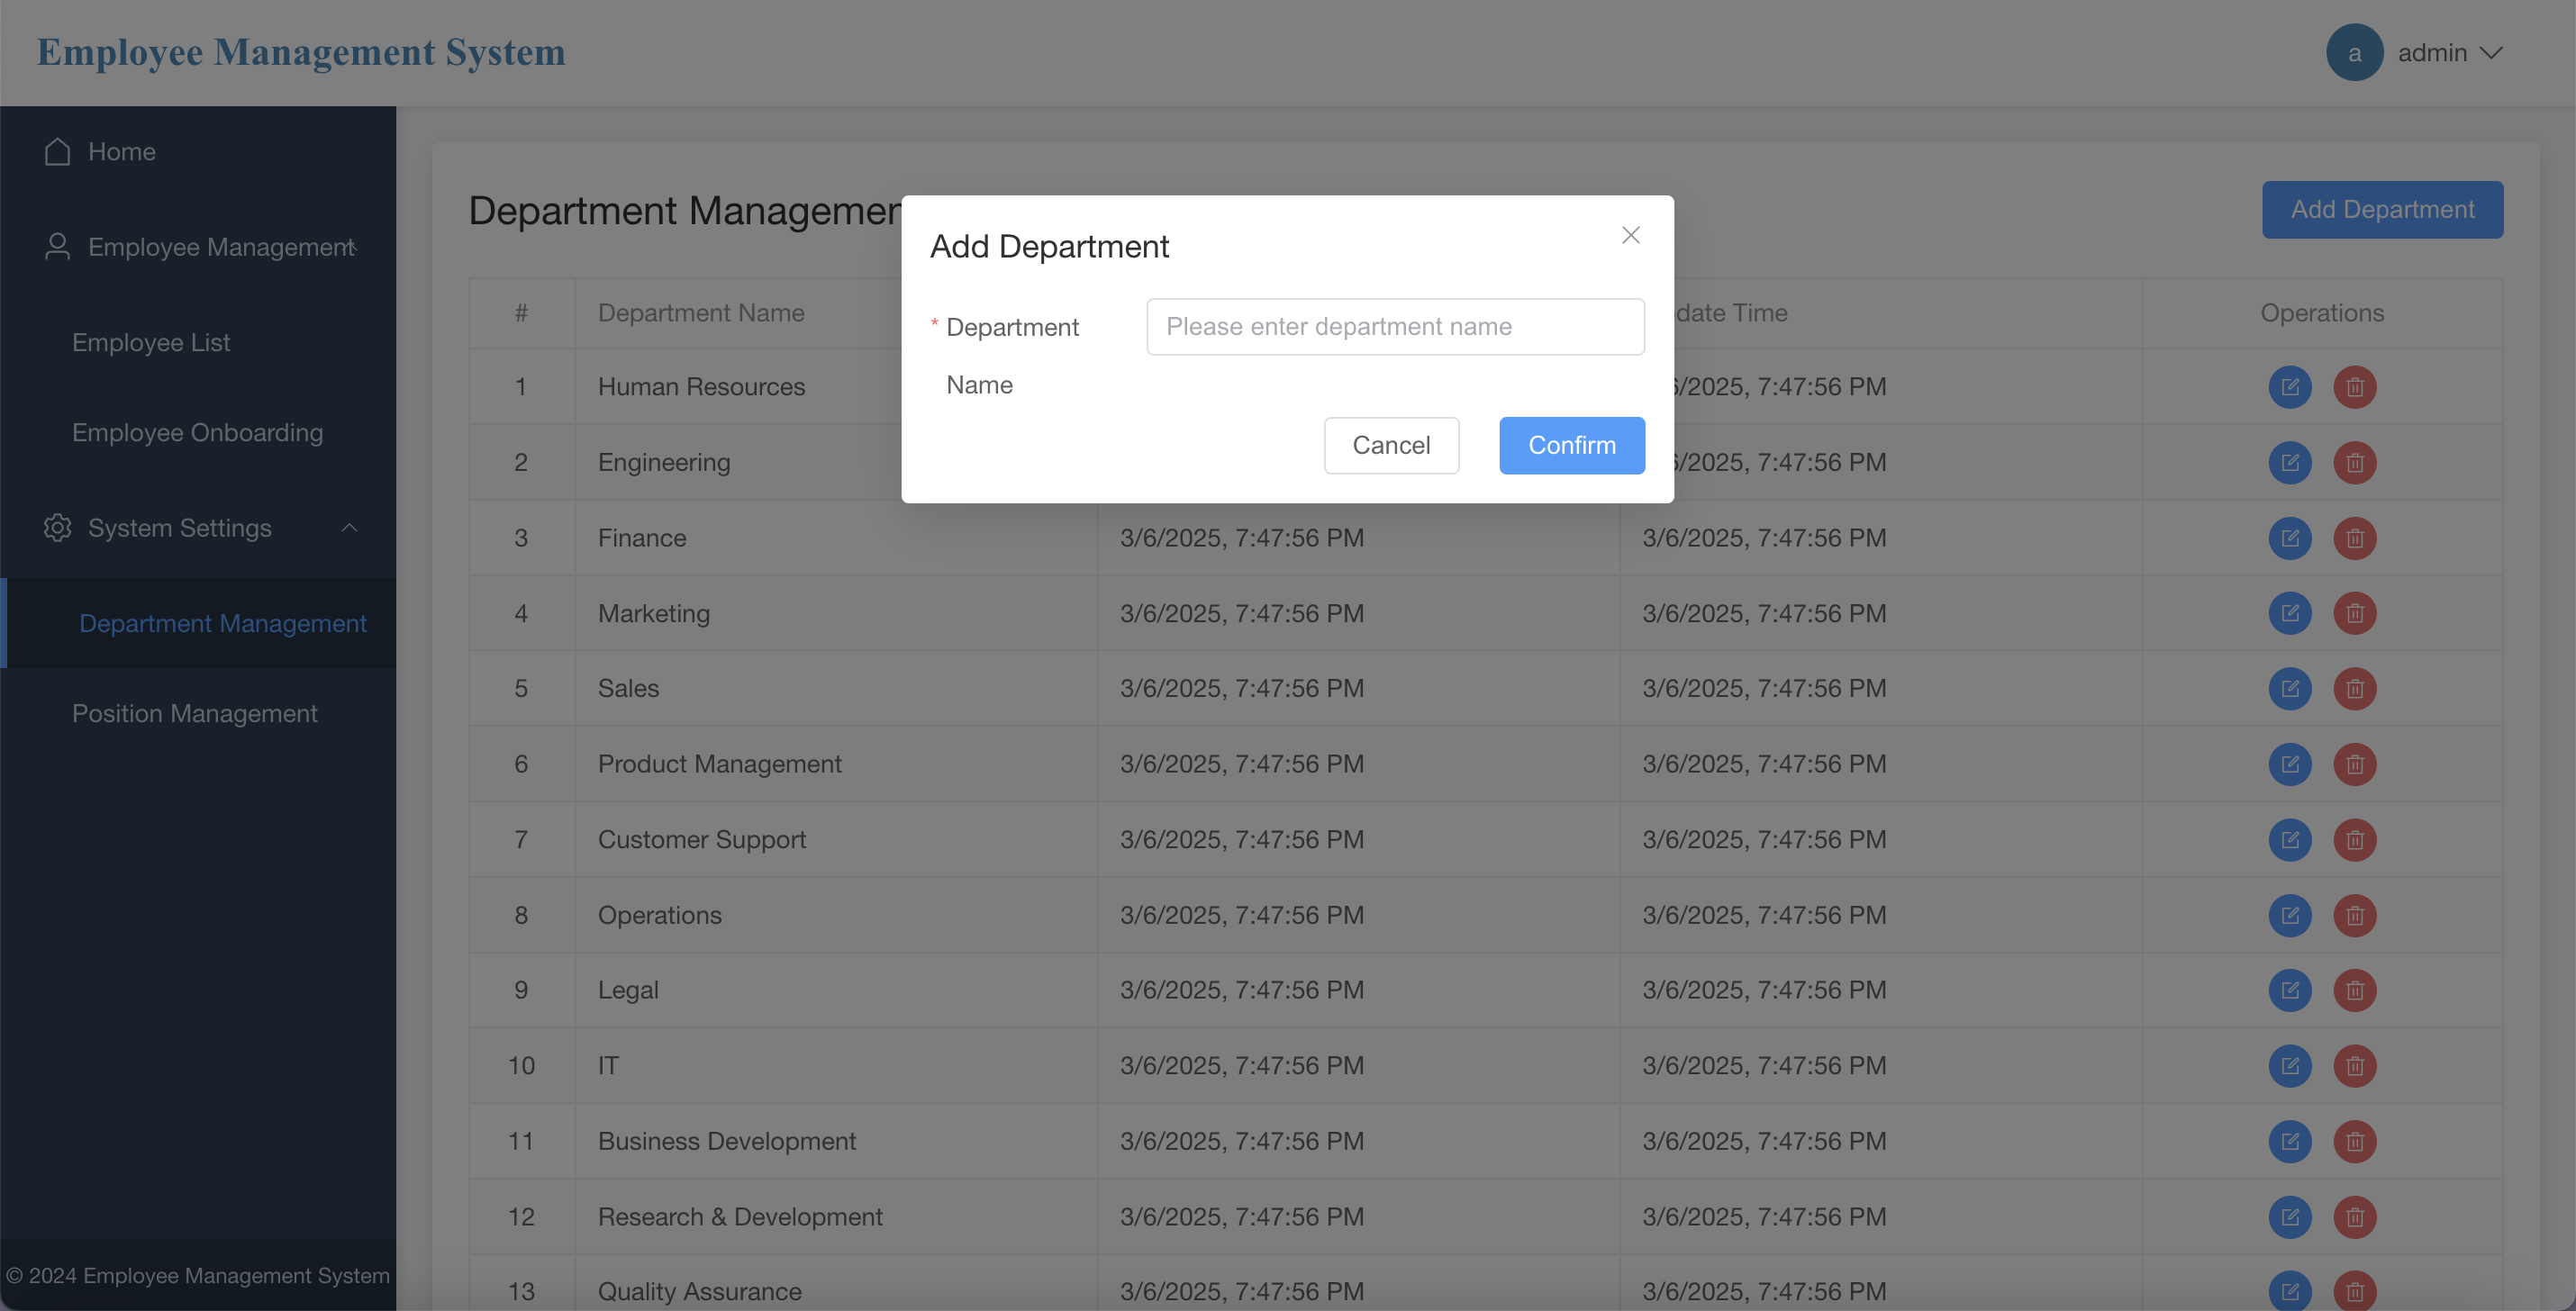 Employee Management System
a admin
Home
Employee Management
Employee List
Employee Onboarding
System Settings
Department Management
Position Management
© 2024 Employee Management System
Add Department
# Department Name Operations
1 Human Resources 7:47:56 PM
2 Engineering 7:47:56 PM
3 Finance 3/6/2025, 7:47:56 PM 3/6/2025, 7:47:56 PM
4 Marketing 3/6/2025, 7:47:56 PM 3/6/2025, 7:47:56 PM
5 Sales 3/6/2025, 7:47:56 PM 3/6/2025, 7:47:56 PM
6 Product Management 3/6/2025, 7:47:56 PM 3/6/2025, 7:47:56 PM
7 Customer Support 3/6/2025, 7:47:56 PM 3/6/2025, 7:47:56 PM
8 Operations 3/6/2025, 7:47:56 PM 3/6/2025, 7:47:56 PM
9 Legal 3/6/2025, 7:47:56 PM 3/6/2025, 7:47:56 PM
10 IT 3/6/2025, 7:47:56 PM 3/6/2025, 7:47:56 PM
11 Business Development 3/6/2025, 7:47:56 PM 3/6/2025, 7:47:56 PM
12 Research & Development 3/6/2025, 7:47:56 PM 3/6/2025, 7:47:56 PM
13 Quality Assurance 3/6/2025, 7:47:56 PM 3/6/2025, 7:47:56 PM
Add Department
* Department Please enter department name
Name
Cancel Confirm